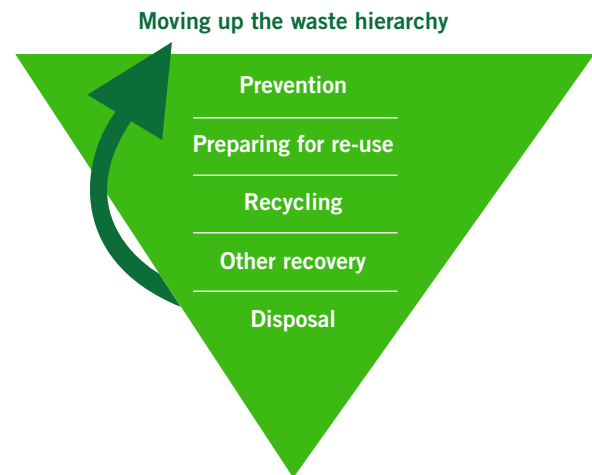 Moving up the waste hierarchy
Prevention
Preparing for re-use
Recycling
Other recovery
Disposal